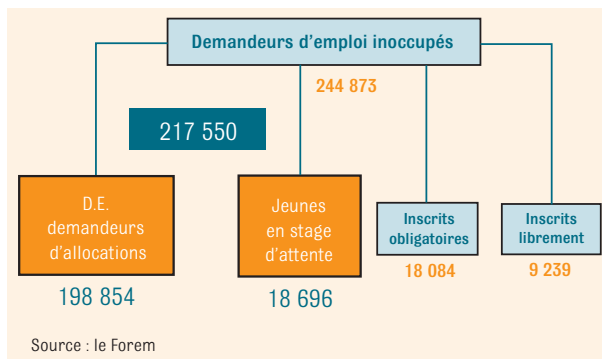 Demandeurs d'emploi inoccupés
244 873
217 550
D.E.
demandeurs
d'allocations
198 854
Jeunes
en stage
d'attente
18 696
Inscrits
obligatoires
18 084
Inscrits
librement
9 239
Source : le Forem